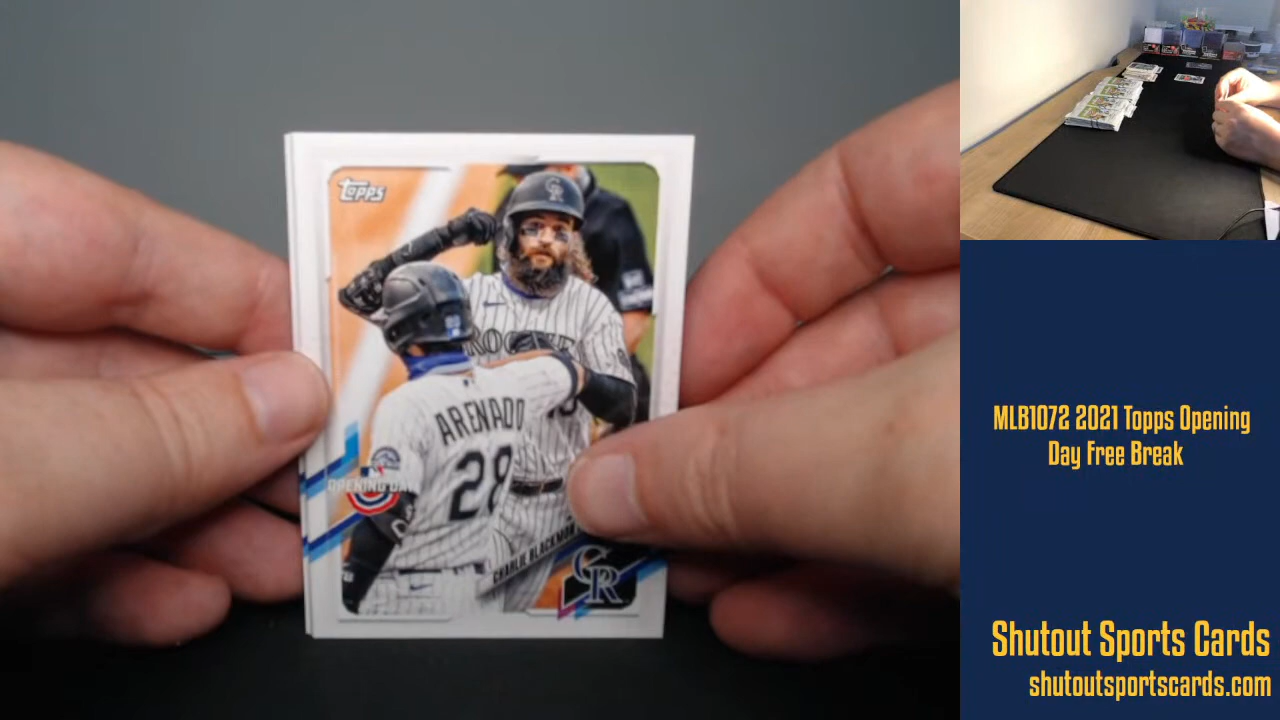 Topps
ROCKIE
ARENADO
28
OPENING DAY
CHARLIE BLACKMON
CR
MLB1072 2021 Topps Opening
Day Free Break
Shutout Sports Cards
shutoutsportscards.com